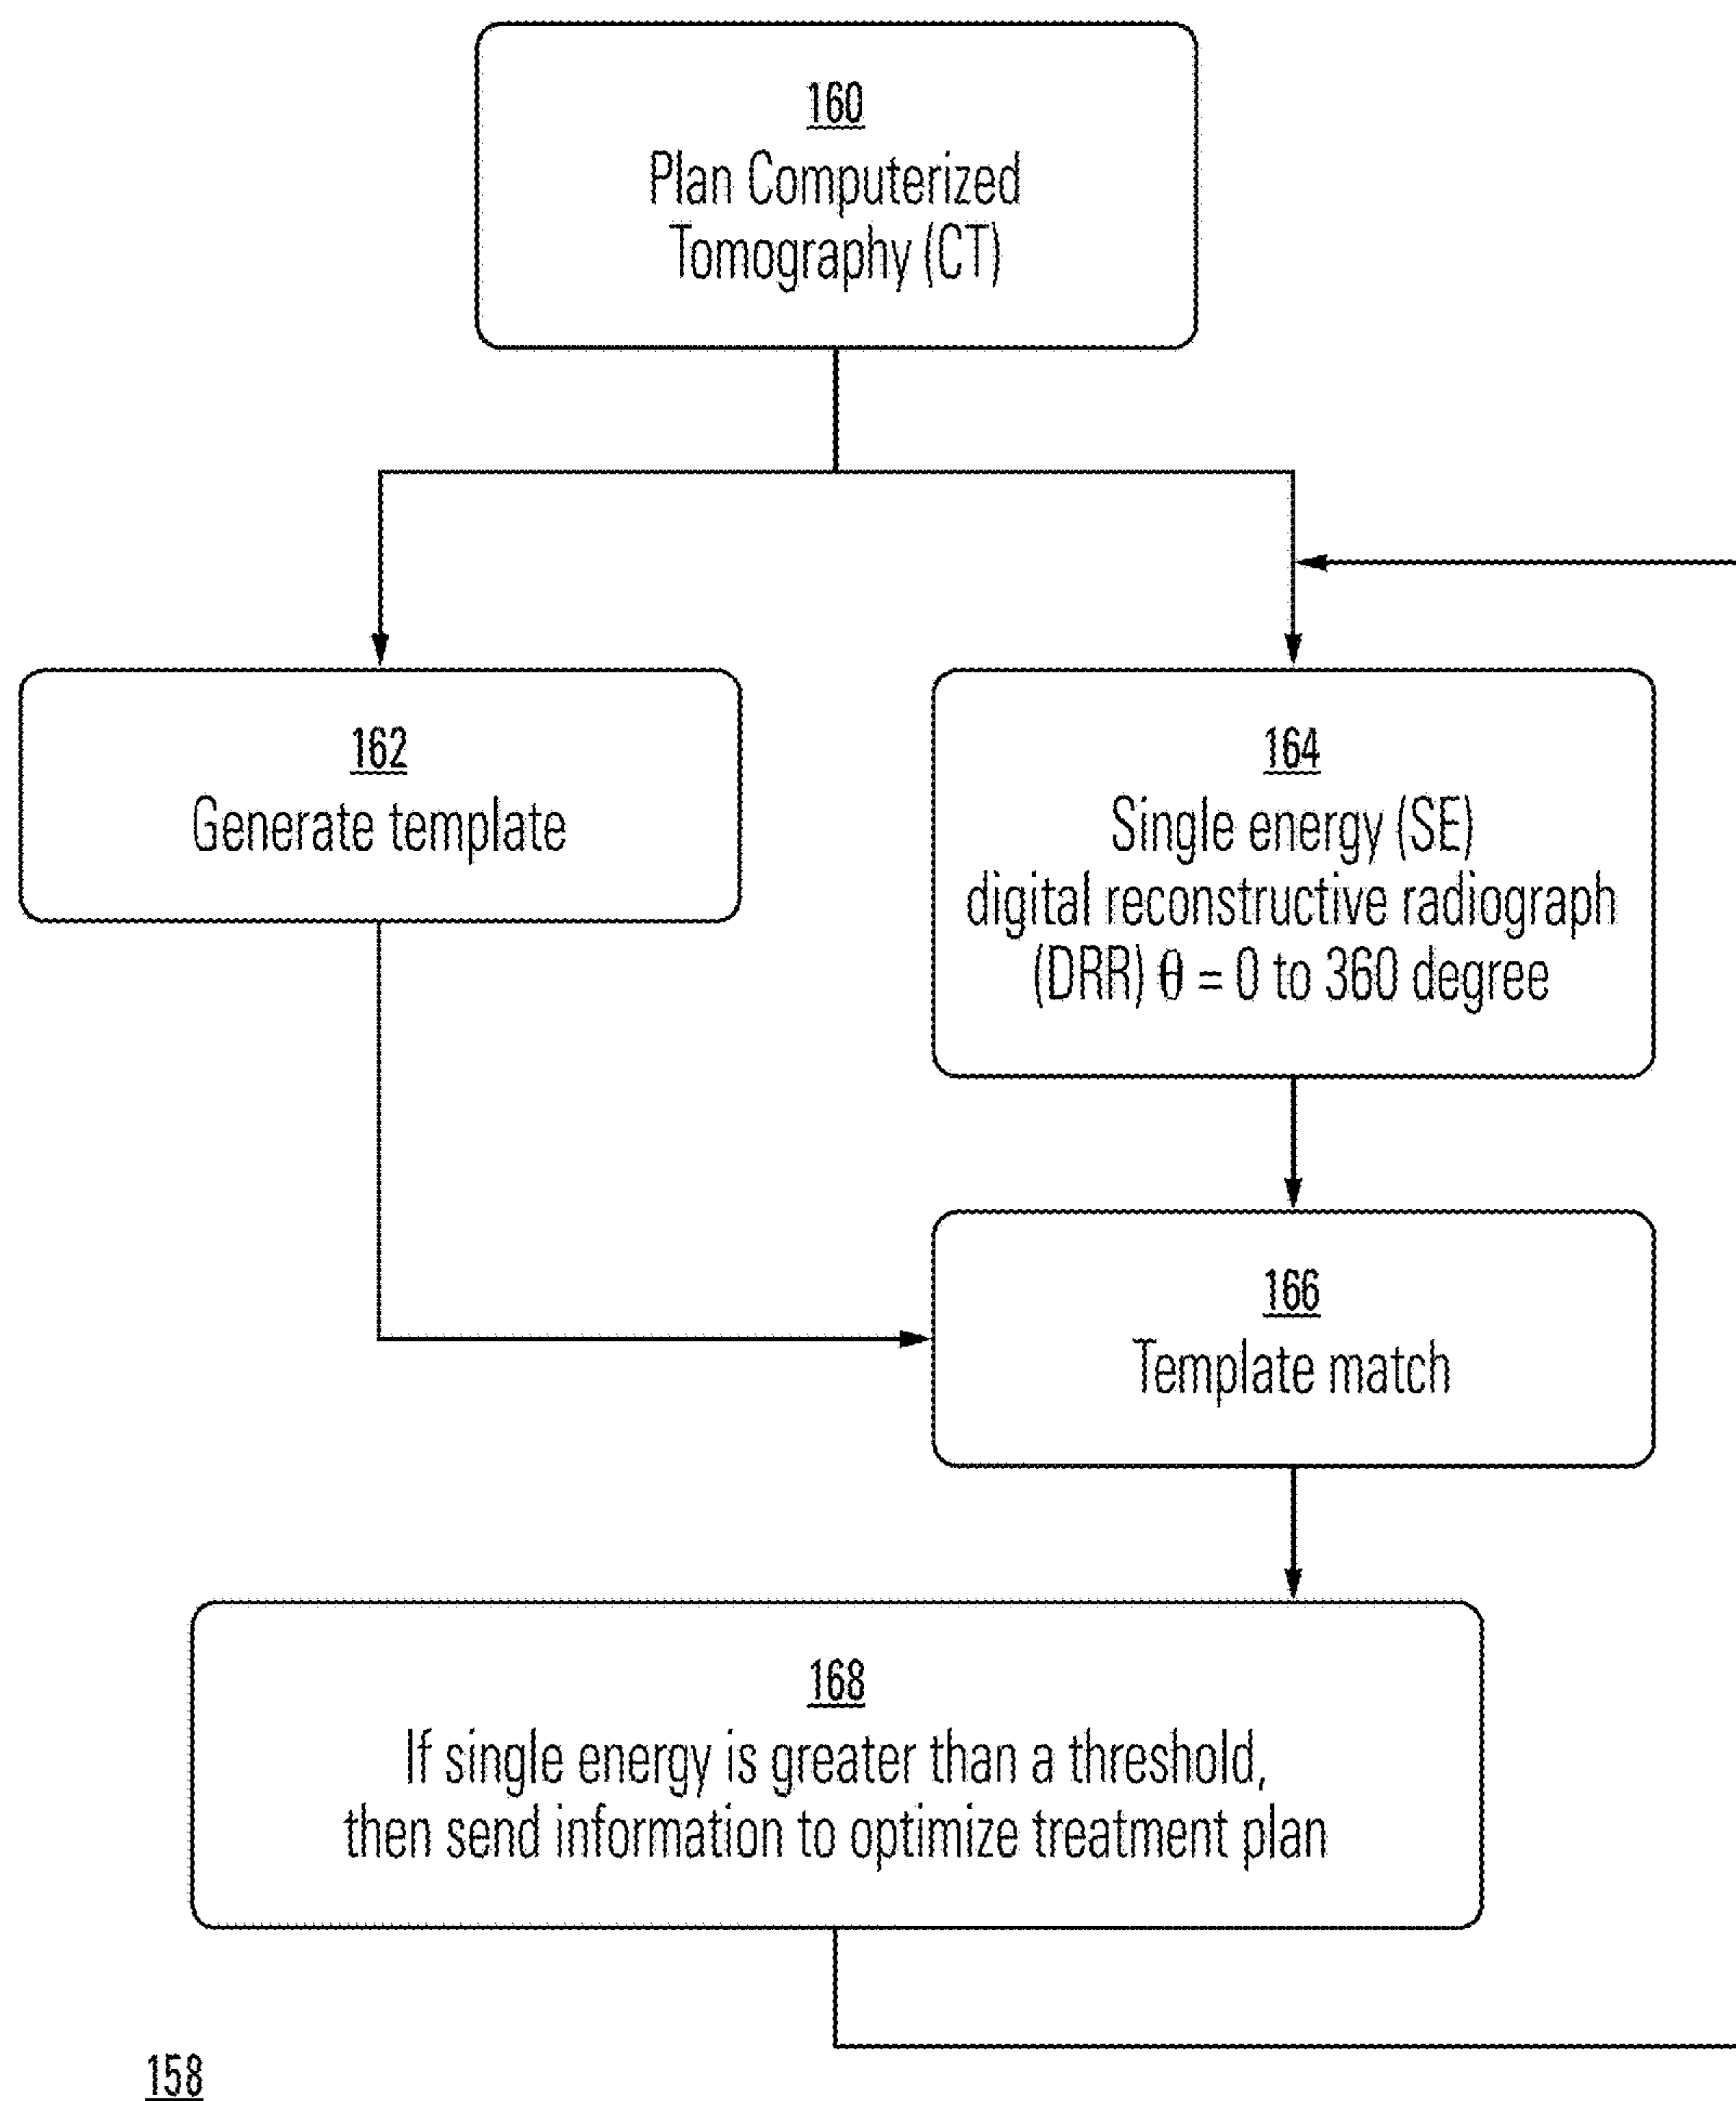 160
Plan Computerized
Tomography (CT)
162
Generate template
164
Single energy (SE)
digital reconstructive radiograph
(DRR) θ = 0 to 360 degree
166
Template match
168
If single energy is greater than a threshold,
then send information to optimize treatment plan
158